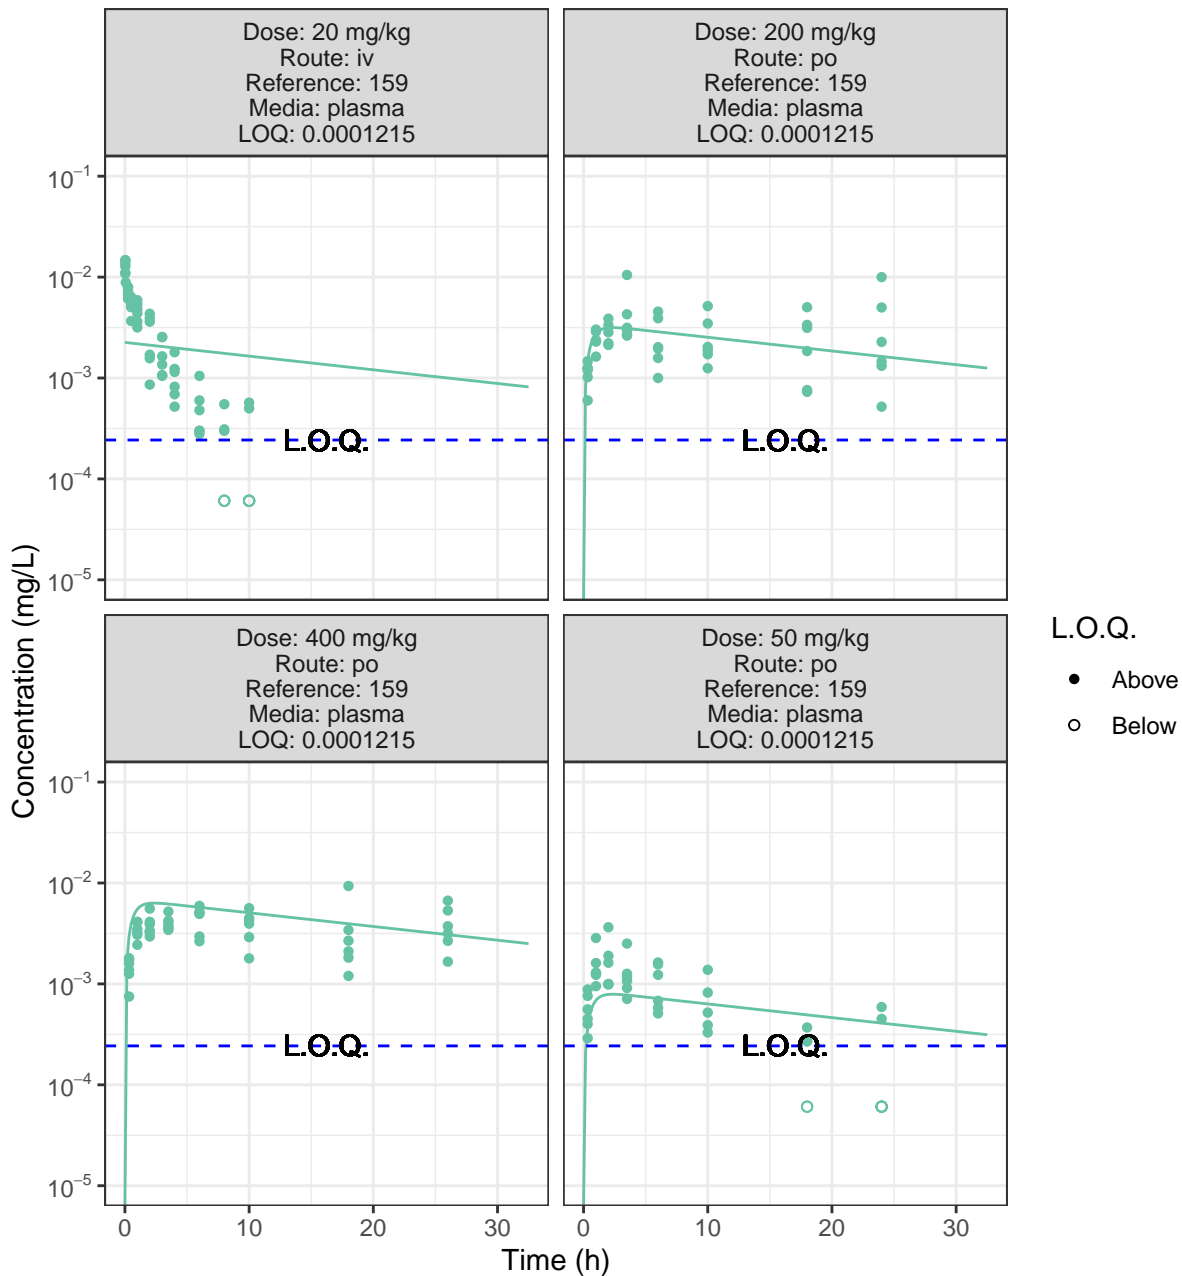 Dose: 20 mg/kg
Route: iv
Reference: 159
Media: plasma
LOQ: 0.0001215
Dose: 200 mg/kg
Route: po
Reference: 159
Media: plasma
LOQ: 0.0001215
10⁻¹
10⁻²
10⁻³
10⁻⁴
10⁻⁵
L.O.Q.
L.O.Q.
Dose: 400 mg/kg
Route: po
Reference: 159
Media: plasma
LOQ: 0.0001215
Dose: 50 mg/kg
Route: po
Reference: 159
Media: plasma
LOQ: 0.0001215
10⁻¹
10⁻²
10⁻³
10⁻⁴
10⁻⁵
L.O.Q.
L.O.Q.
0 10 20 30
0 10 20 30
Time (h)
Concentration (mg/L)
L.O.Q.
Above
Below